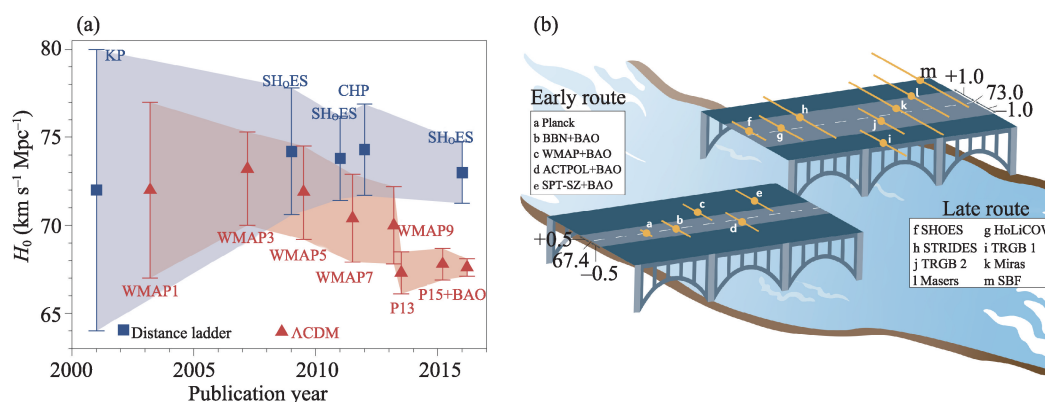 (a)
80
75
70
65
H₀ (km s⁻¹ Mpc⁻¹)
KP
SH₀ES
CHP
SH₀ES
SH₀ES
WMAP1
WMAP3
WMAP5
WMAP7
WMAP9
P13
P15+BAO
Distance ladder
ΛCDM
2000
2005
2010
2015
Publication year
(b)
Early route
a Planck
b BBN+BAO
c WMAP+BAO
d ACTPOL+BAO
e SPT-SZ+BAO
m
+1.0
73.0
−1.0
f
g
h
l
k
j
i
+0.5
67.4
−0.5
a
b
c
d
e
Late route
f SHOES g HoLiCOW
h STRIDES i TRGB 1
j TRGB 2 k Miras
l Masers m SBF